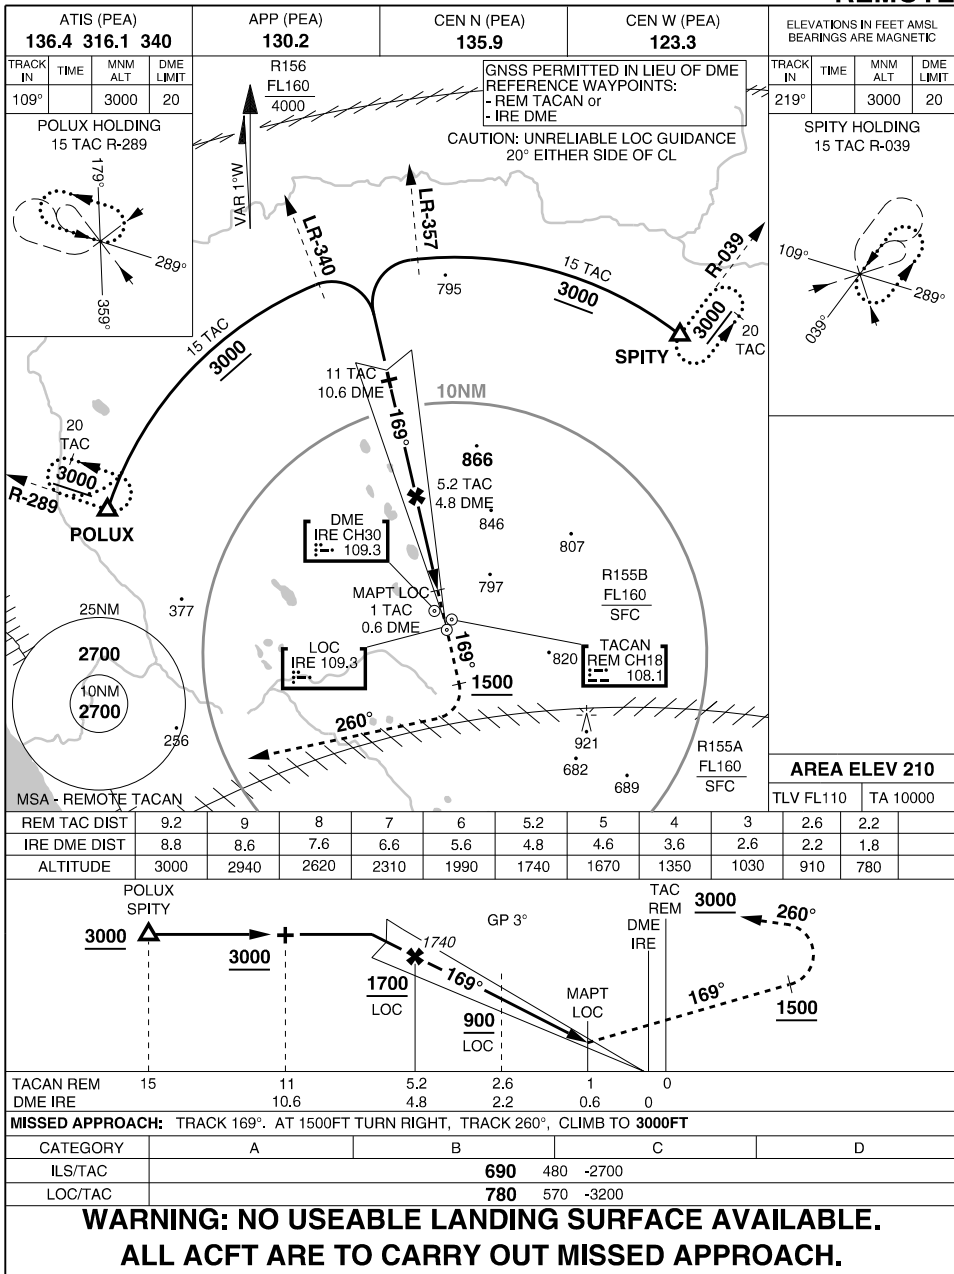 ATIS (PEA)
136.4 316.1 340
APP (PEA)
130.2
CEN N (PEA)
135.9
CEN W (PEA)
123.3
ELEVATIONS IN FEET AMSL
BEARINGS ARE MAGNETIC
TRACK IN TIME MNM ALT DME LIMIT
109° 3000 20
POLUX HOLDING
15 TAC R-289
179°
289°
359°
R156
FL160
4000
VAR 1°W
GNSS PERMITTED IN LIEU OF DME
REFERENCE WAYPOINTS:
- REM TACAN or
- IRE DME
CAUTION: UNRELIABLE LOC GUIDANCE
20° EITHER SIDE OF CL
TRACK IN TIME MNM ALT DME LIMIT
219° 3000 20
SPITY HOLDING
15 TAC R-039
109°
289°
039°
LR-340
LR-357
R-039
15 TAC
3000
795
15 TAC
3000
3000
20
TAC
SPITY
11 TAC
10.6 DME
10NM
169°
20
TAC
3000
R-289
POLUX
866
5.2 TAC
4.8 DME
846
807
DME
IRE CH30
109.3
797
R155B
FL160
SFC
MAPT LOC
1 TAC
0.6 DME
377
25NM
2700
10NM
2700
256
MSA - REMOTE TACAN
LOC
IRE 109.3
169°
820
TACAN
REM CH18
108.1
1500
260°
921
682
689
R155A
FL160
SFC
AREA ELEV 210
TLV FL110 TA 10000
REM TAC DIST 9.2 9 8 7 6 5.2 5 4 3 2.6 2.2
IRE DME DIST 8.8 8.6 7.6 6.6 5.6 4.8 4.6 3.6 2.6 2.2 1.8
ALTITUDE 3000 2940 2620 2310 1990 1740 1670 1350 1030 910 780
POLUX
SPITY
3000
3000
GP 3°
1740
169°
1700
LOC
900
LOC
MAPT
LOC
TAC
REM
DME
IRE
3000
260°
169°
1500
TACAN REM 15 11 5.2 2.6 1 0
DME IRE 10.6 4.8 2.2 0.6 0
MISSED APPROACH: TRACK 169°. AT 1500FT TURN RIGHT, TRACK 260°, CLIMB TO 3000FT
CATEGORY A B C D
ILS/TAC 690 480 -2700
LOC/TAC 780 570 -3200
WARNING: NO USEABLE LANDING SURFACE AVAILABLE.
ALL ACFT ARE TO CARRY OUT MISSED APPROACH.